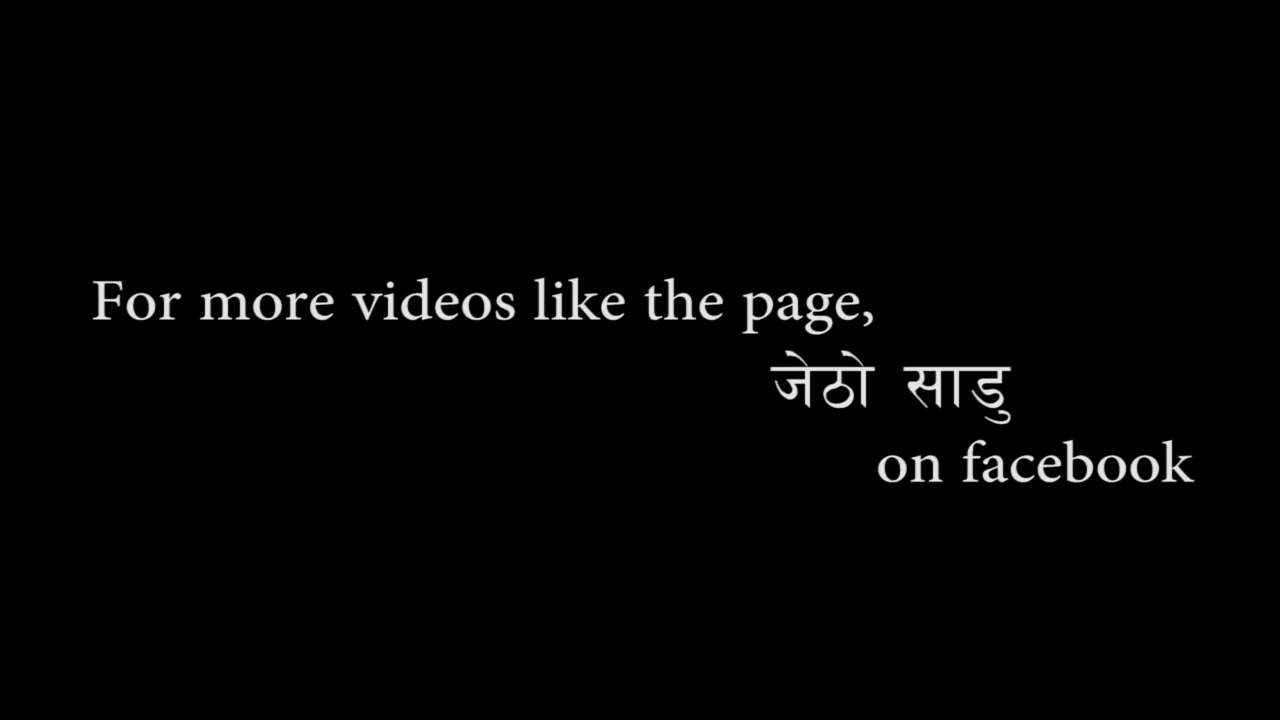 For more videos like the page,
जेठो साडु
on facebook